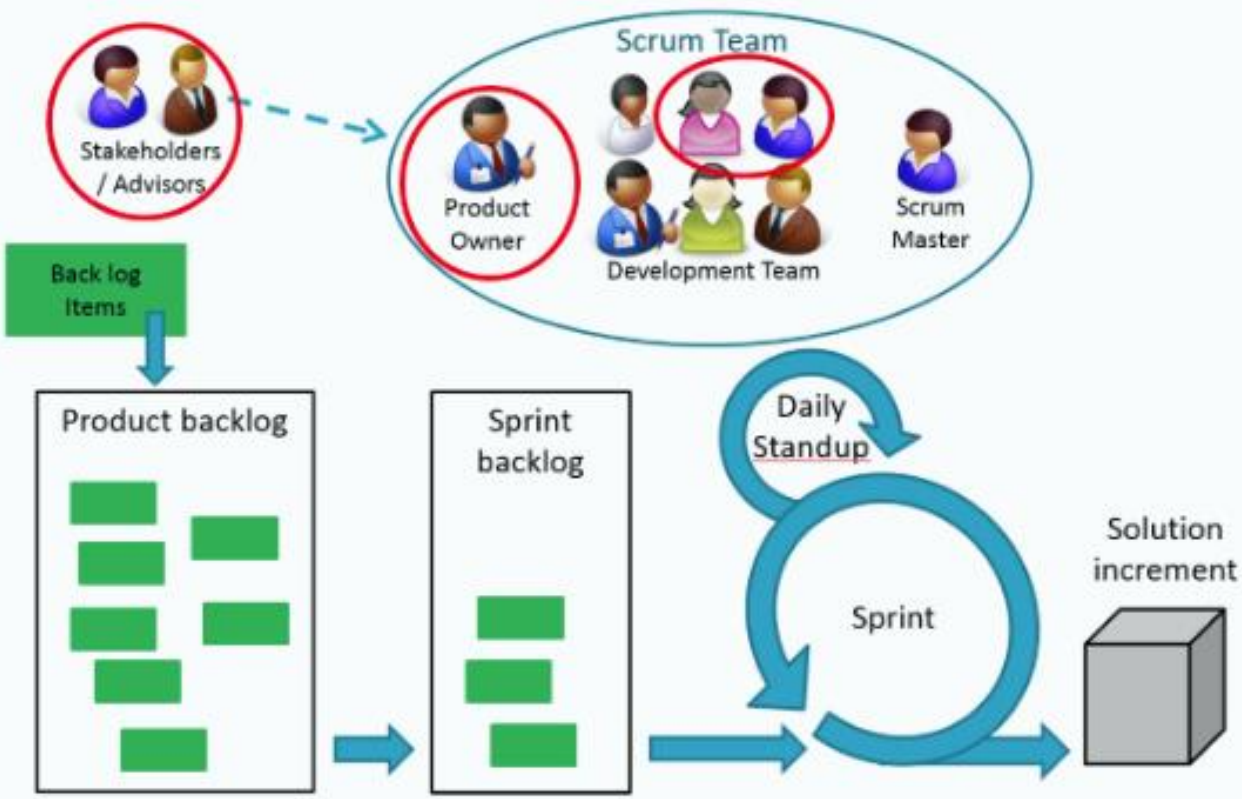 Scrum Team
Stakeholders
/ Advisors
Product
Owner
Development Team
Scrum
Master
Back log
Items
Product backlog
Sprint
backlog
Daily
Standup
Sprint
Solution
increment